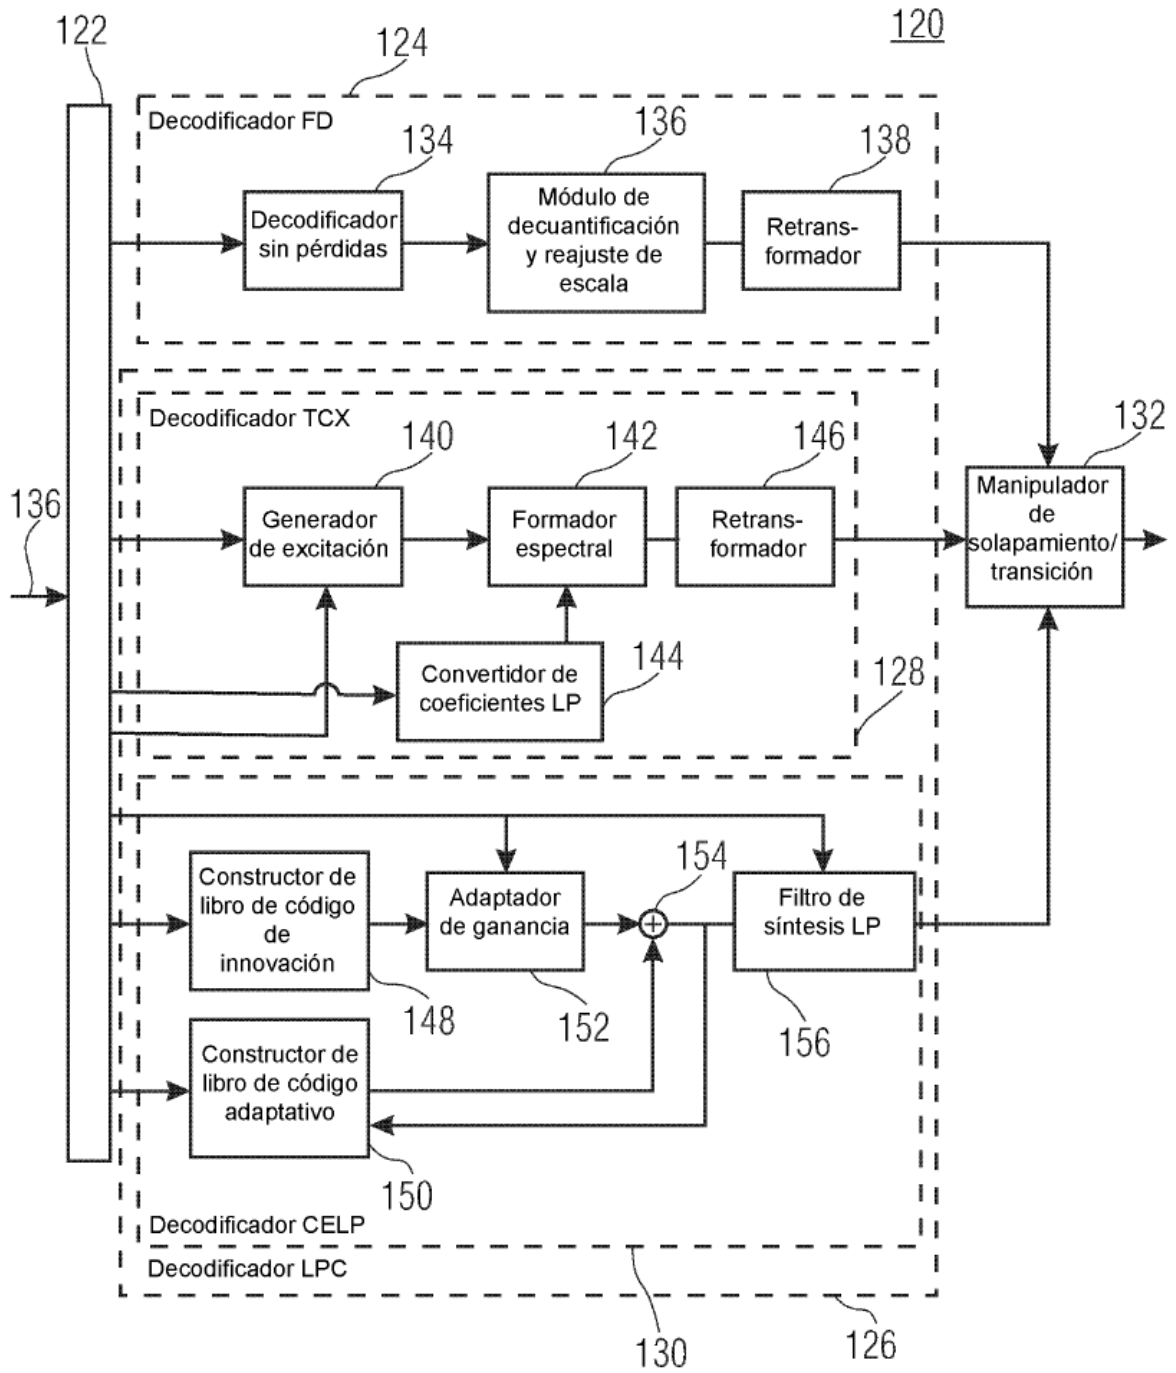 120
122
124
Decodificador FD
134
136
138
Decodificador
sin pérdidas
Módulo de
decuantificación
y reajuste de
escala
Retrans-
formador
Decodificador TCX
140
142
146
132
136
Generador
de excitación
Formador
espectral
Retrans-
formador
Manipulador
de
solapamiento/
transición
Convertidor de
coeficientes LP
144
128
154
Constructor de
libro de código
de
innovación
Adaptador
de ganancia
+
Filtro de
síntesis LP
148
152
156
Constructor de
libro de código
adaptativo
150
Decodificador CELP
Decodificador LPC
130
126